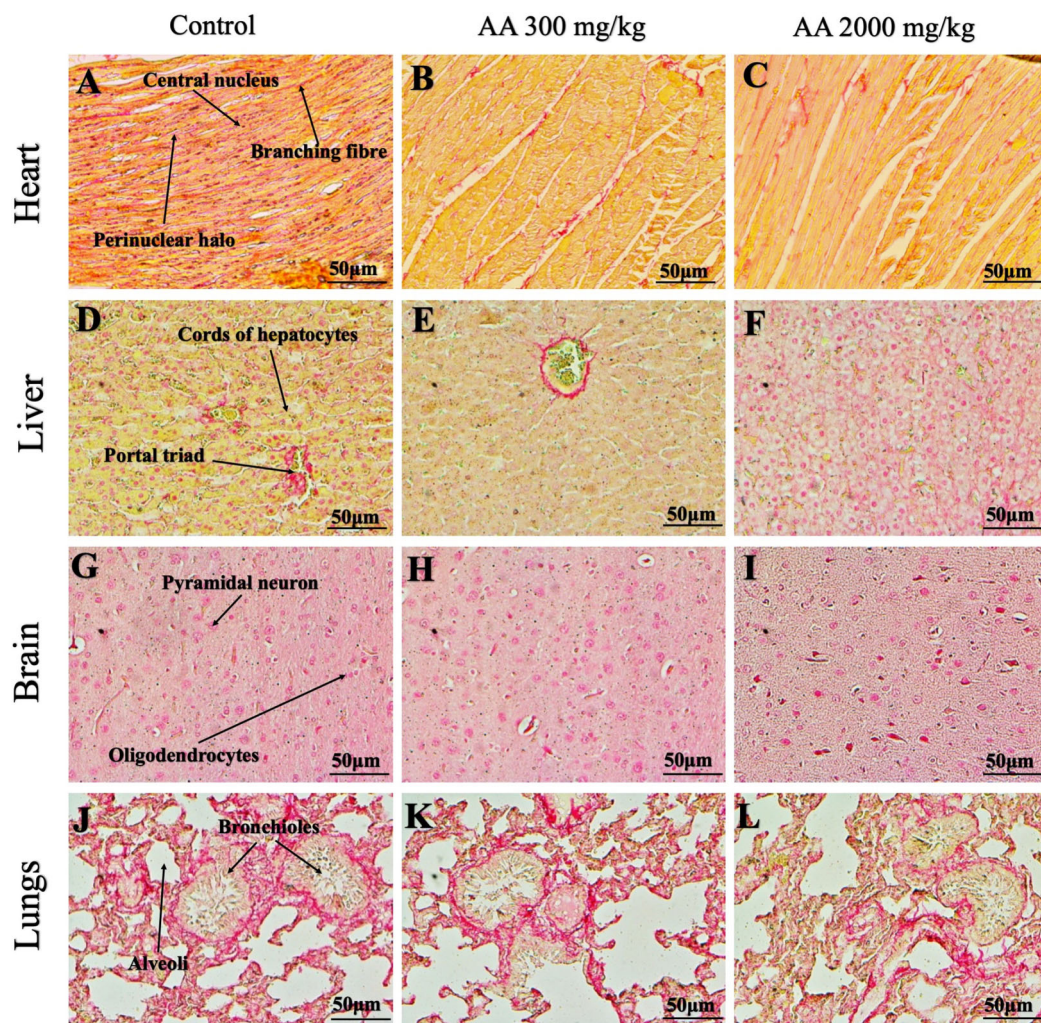 Control AA 300 mg/kg AA 2000 mg/kg
Heart
A B C
Central nucleus
Branching fibre
Perinuclear halo
50µm 50µm 50µm
Liver
D E F
Cords of hepatocytes
Portal triad
50µm 50µm 50µm
Brain
G H I
Pyramidal neuron
Oligodendrocytes
50µm 50µm 50µm
Lungs
J K L
Bronchioles
Alveoli
50µm 50µm 50µm